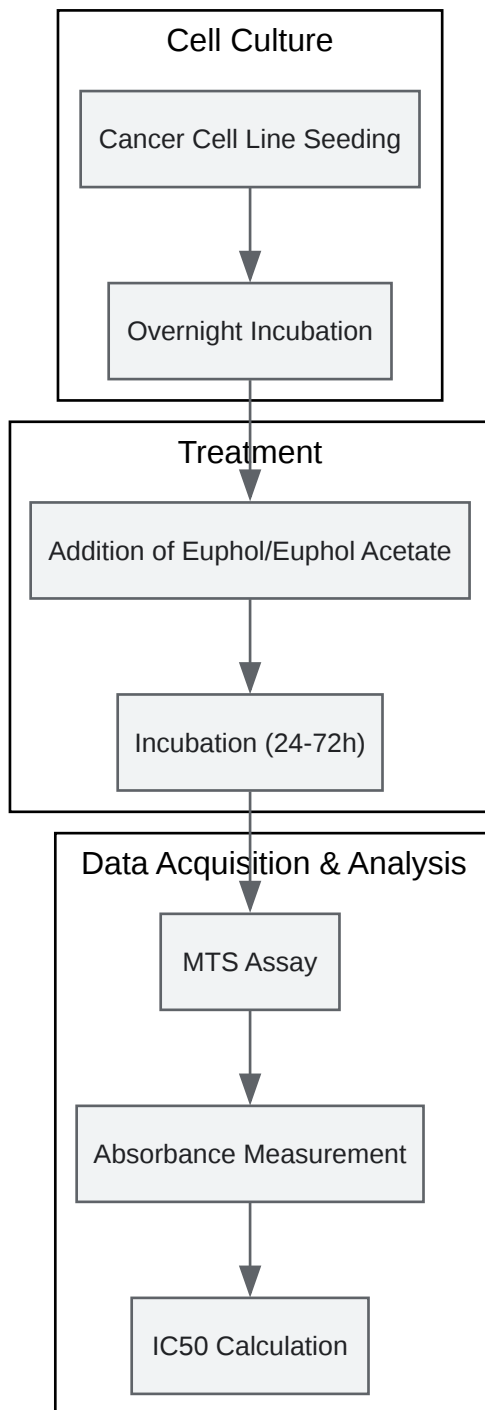 Cell Culture
Cancer Cell Line Seeding
Overnight Incubation
Treatment
Addition of Euphol/Euphol Acetate
Incubation (24-72h)
Data Acquisition & Analysis
MTS Assay
Absorbance Measurement
IC50 Calculation